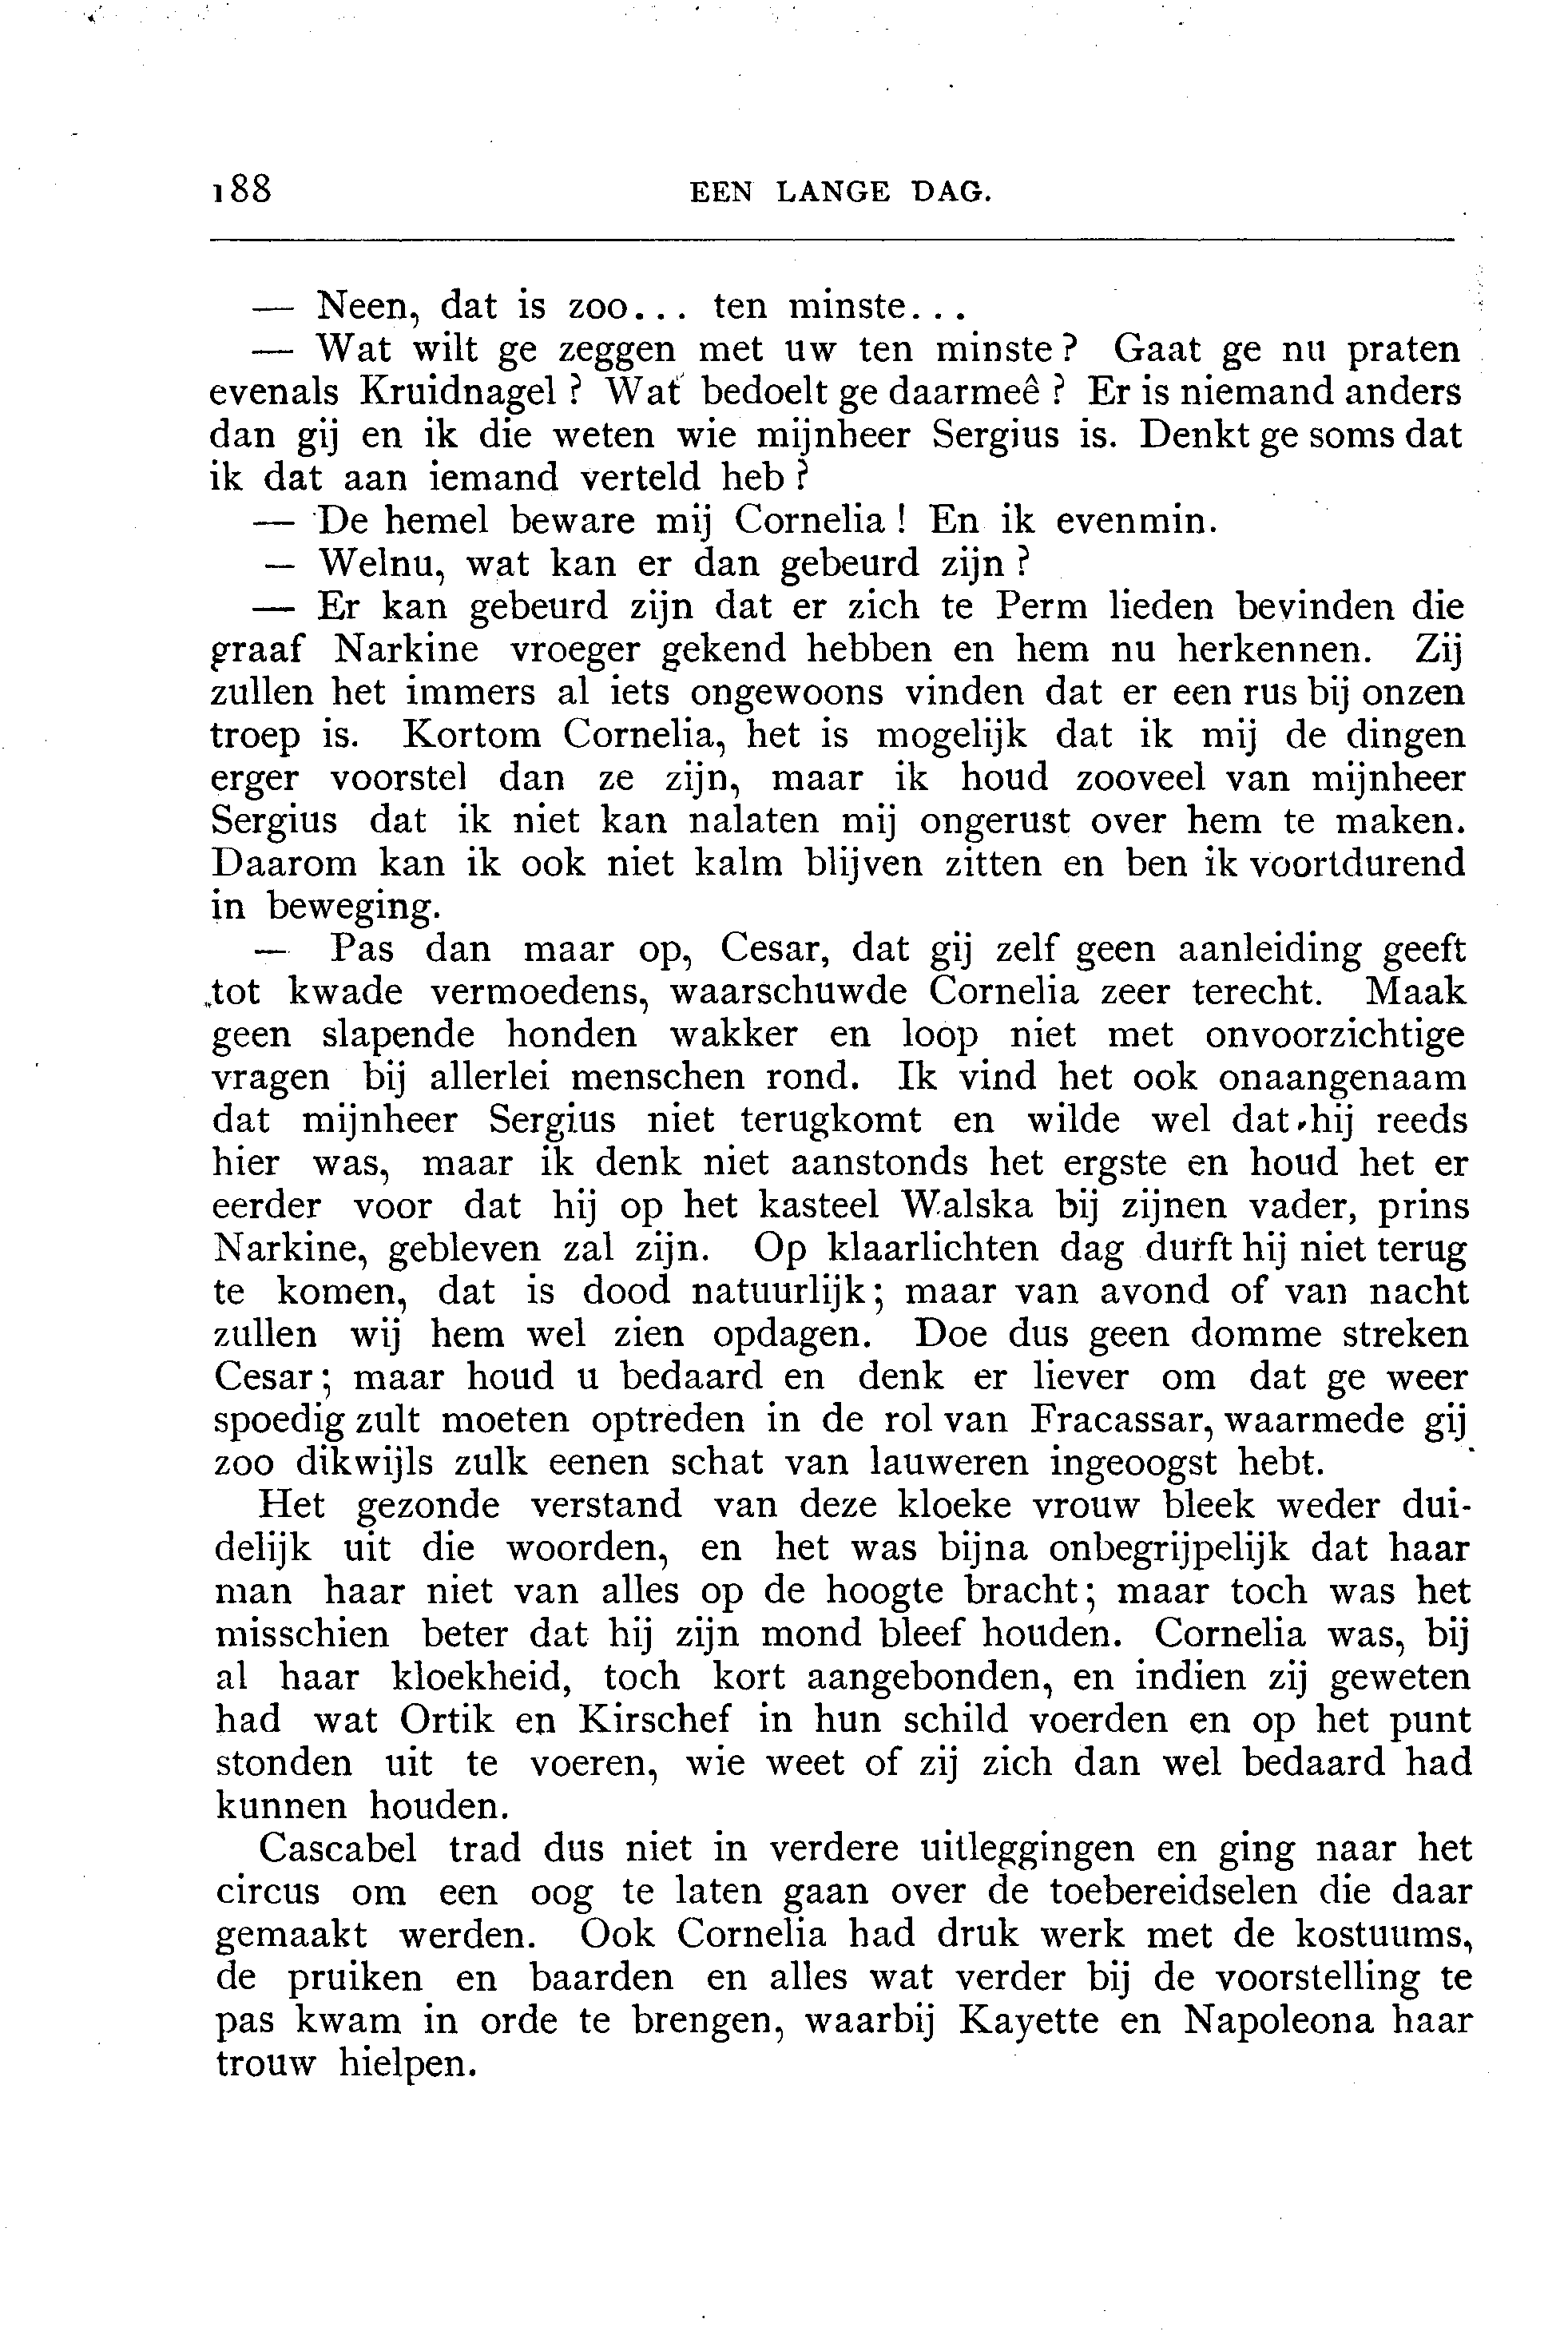 188 EEN LANGE DAG.
— Neen, dat is zoo... ten minste...
— Wat wilt ge zeggen met uw ten minste? Gaat ge nu praten
evenals Kruidnagel? Wat bedoelt ge daarmeê? Er is niemand anders
dan gij en ik die weten wie mijnheer Sergius is. Denkt ge soms dat
ik dat aan iemand verteld heb?
— De hemel beware mij Cornelia! En ik evenmin.
— Welnu, wat kan er dan gebeurd zijn?
— Er kan gebeurd zijn dat er zich te Perm lieden bevinden die
graaf Narkine vroeger gekend hebben en hem nu herkennen. Zij
zullen het immers al iets ongewoons vinden dat er een rus bij onzen
troep is. Kortom Cornelia, het is mogelijk dat ik mij de dingen
erger voorstel dan ze zijn, maar ik houd zooveel van mijnheer
Sergius dat ik niet kan nalaten mij ongerust over hem te maken.
Daarom kan ik ook niet kalm blijven zitten en ben ik voortdurend
in beweging.
— Pas dan maar op, Cesar, dat gij zelf geen aanleiding geeft
tot kwade vermoedens, waarschuwde Cornelia zeer terecht. Maak
geen slapende honden wakker en loop niet met onvoorzichtige
vragen bij allerlei menschen rond. Ik vind het ook onaangenaam
dat mijnheer Sergius niet terugkomt en wilde wel dat hij reeds
hier was, maar ik denk niet aanstonds het ergste en houd het er
eerder voor dat hij op het kasteel Walska bij zijnen vader, prins
Narkine, gebleven zal zijn. Op klaarlichten dag durft hij niet terug
te komen, dat is dood natuurlijk; maar van avond of van nacht
zullen wij hem wel zien opdagen. Doe dus geen domme streken
Cesar; maar houd u bedaard en denk er liever om dat ge weer
spoedig zult moeten optreden in de rol van Fracassar, waarmede gij
zoo dikwijls zulk eenen schat van lauweren ingeoogst hebt.
Het gezonde verstand van deze kloeke vrouw bleek weder dui-
delijk uit die woorden, en het was bijna onbegrijpelijk dat haar
man haar niet van alles op de hoogte bracht; maar toch was het
misschien beter dat hij zijn mond bleef houden. Cornelia was, bij
al haar kloekheid, toch kort aangebonden, en indien zij geweten
had wat Ortik en Kirschef in hun schild voerden en op het punt
stonden uit te voeren, wie weet of zij zich dan wel bedaard had
kunnen houden.
Cascabel trad dus niet in verdere uitleggingen en ging naar het
circus om een oog te laten gaan over de toebereidselen die daar
gemaakt werden. Ook Cornelia had druk werk met de kostuums,
de pruiken en baarden en alles wat verder bij de voorstelling te
pas kwam in orde te brengen, waarbij Kayette en Napoleona haar
trouw hielpen.